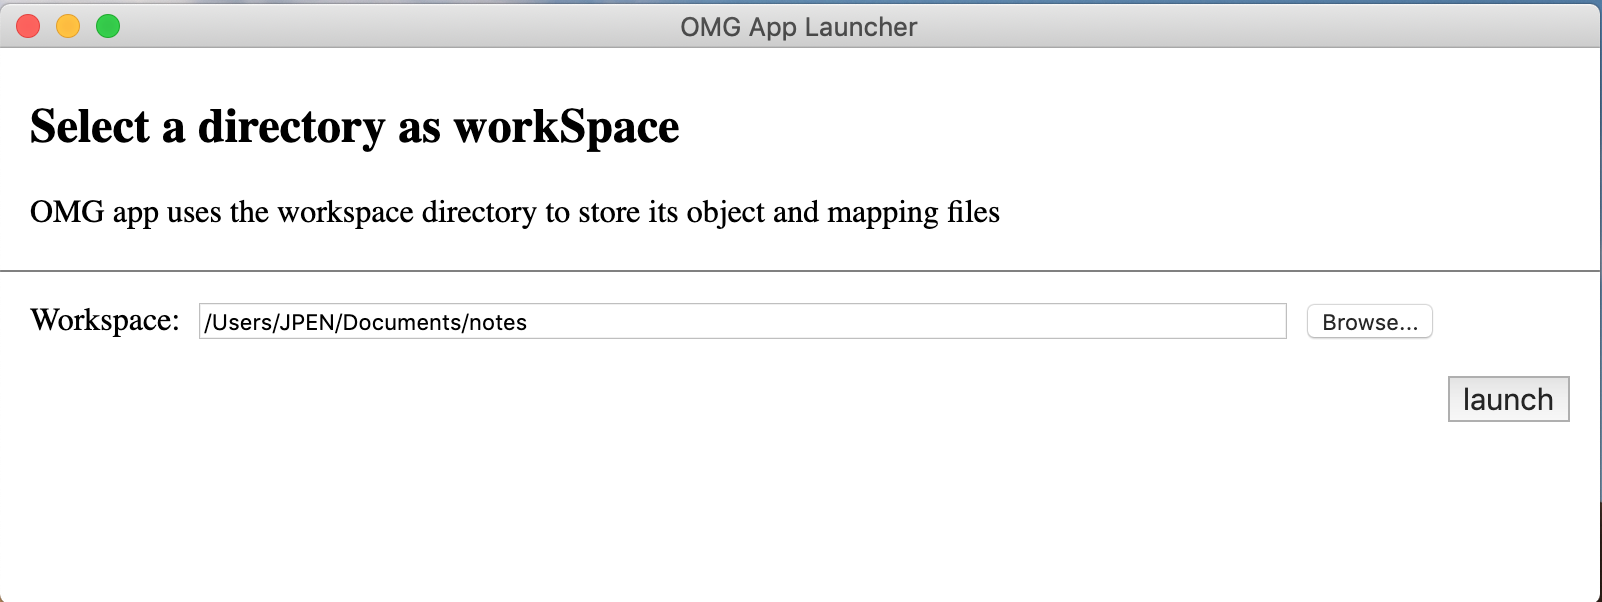 OMG App Launcher
Select a directory as workSpace
OMG app uses the workspace directory to store its object and mapping files
Workspace: /Users/JPEN/Documents/notes Browse...
launch